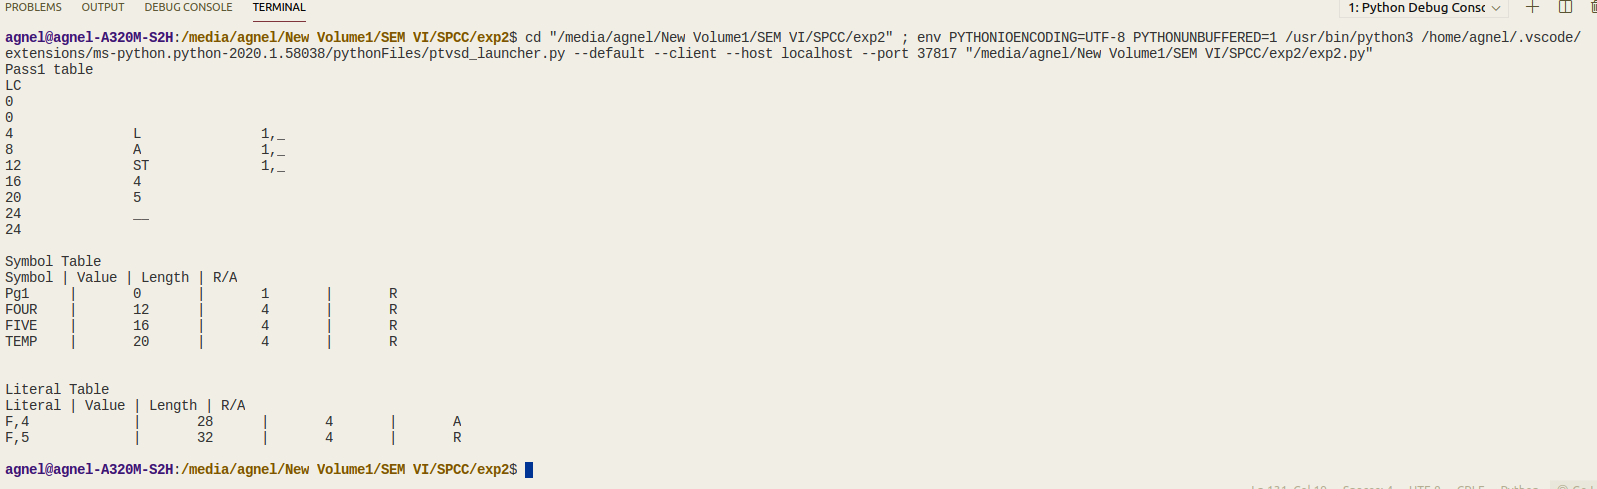 PROBLEMS OUTPUT DEBUG CONSOLE TERMINAL 1: Python Debug Consc
agnel@agnel-A320M-S2H:/media/agnel/New Volume1/SEM VI/SPCC/exp2$ cd "/media/agnel/New Volume1/SEM VI/SPCC/exp2" ; env PYTHONIOENCODING=UTF-8 PYTHONUNBUFFERED=1 /usr/bin/python3 /home/agnel/.vscode/
extensions/ms-python.python-2020.1.58038/pythonFiles/ptvsd_launcher.py --default --client --host localhost --port 37817 "/media/agnel/New Volume1/SEM VI/SPCC/exp2/exp2.py"
Pass1 table
LC
0
0
4 L 1,_
8 A 1,_
12 ST 1,_
16 4
20 5
24 __
24
Symbol Table
Symbol | Value | Length | R/A
Pg1 | 0 | 1 | R
FOUR | 12 | 4 | R
FIVE | 16 | 4 | R
TEMP | 20 | 4 | R
Literal Table
Literal | Value | Length | R/A
F,4 | 28 | 4 | A
F,5 | 32 | 4 | R
agnel@agnel-A320M-S2H:/media/agnel/New Volume1/SEM VI/SPCC/exp2$